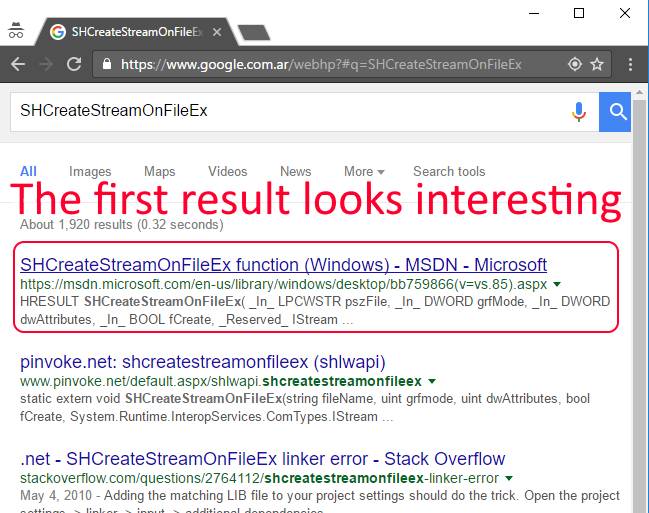 SHCreateStreamOnFileEx
https://www.google.com.ar/webhp?#q=SHCreateStreamOnFileEx
SHCreateStreamOnFileEx
All Images Maps Videos News More Search tools
The first result looks interesting
About 1,920 results (0.32 seconds)
SHCreateStreamOnFileEx function (Windows) - MSDN - Microsoft
https://msdn.microsoft.com/en-us/library/windows/desktop/bb759866(v=vs.85).aspx
HRESULT SHCreateStreamOnFileEx( _In_ LPCWSTR pszFile, _In_ DWORD grfMode, _In_ DWORD
dwAttributes, _In_ BOOL fCreate, _Reserved_ IStream ...
pinvoke.net: shcreatestreamonfileex (shlwapi)
www.pinvoke.net/default.aspx/shlwapi.shcreatestreamonfileex
static extern void SHCreateStreamOnFileEx(string fileName, uint grfmode, uint dwAttributes, bool
fCreate, System.Runtime.InteropServices.ComTypes.IStream ...
.net - SHCreateStreamOnFileEx linker error - Stack Overflow
stackoverflow.com/questions/2764112/shcreatestreamonfileex-linker-error
May 4, 2010 - Adding the matching LIB file to your project settings should do the trick. Open the project
settings -> linker -> input -> additional dependencies